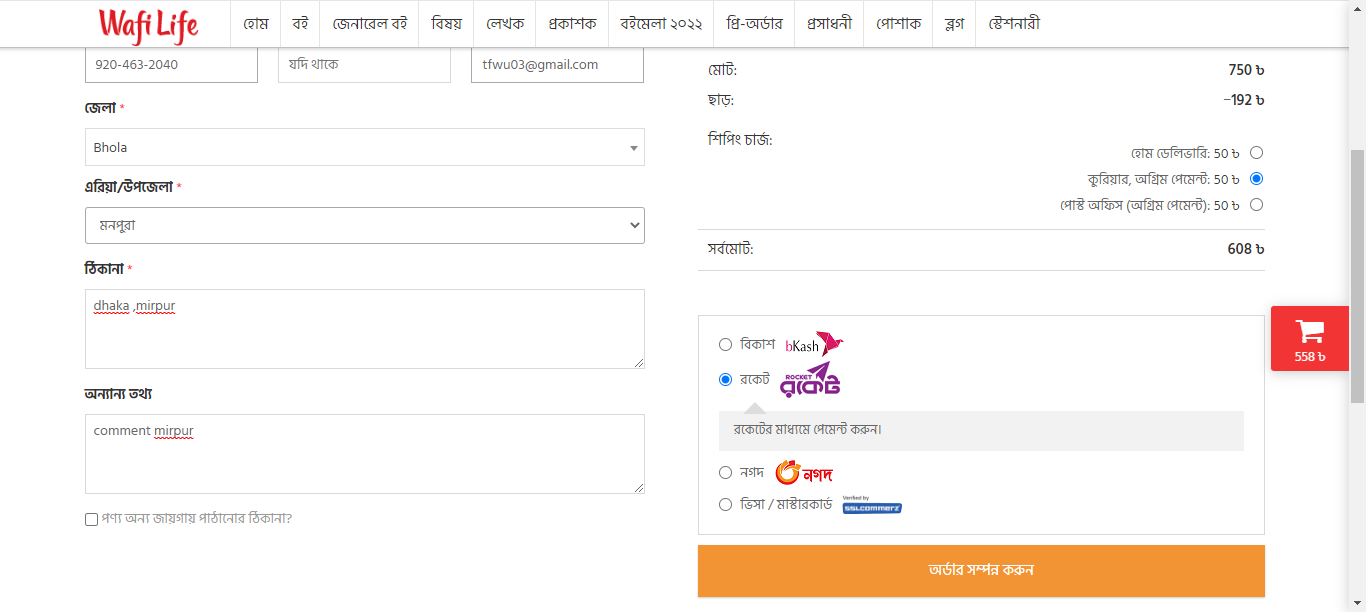 Wafi Life হোম বই জেনারেল বই বিষয় লেখক প্রকাশক বইমেলা ২০২২ প্রি-অর্ডার প্রসাধনী পোশাক ব্লগ স্টেশনারী
920-463-2040 যদি থাকে tfwu03@gmail.com
জেলা *
Bhola
এরিয়া/উপজেলা *
মনপুরা
ঠিকানা *
dhaka ,mirpur
অন্যান্য তথ্য
comment mirpur
পণ্য অন্য জায়গায় পাঠানোর ঠিকানা?
মোট: 750 ৳
ছাড়: −192 ৳
শিপিং চার্জ:
হোম ডেলিভারি: 50 ৳
কুরিয়ার, অগ্রিম পেমেন্ট: 50 ৳
পোস্ট অফিস (অগ্রিম পেমেন্ট): 50 ৳
সর্বমোট: 608 ৳
বিকাশ bKash
রকেট ROCKET রকেট
রকেটের মাধ্যমে পেমেন্ট করুন।
নগদ নগদ
ভিসা / মাস্টারকার্ড Verified by SSLCOMMERZ
অর্ডার সম্পন্ন করুন
558 ৳